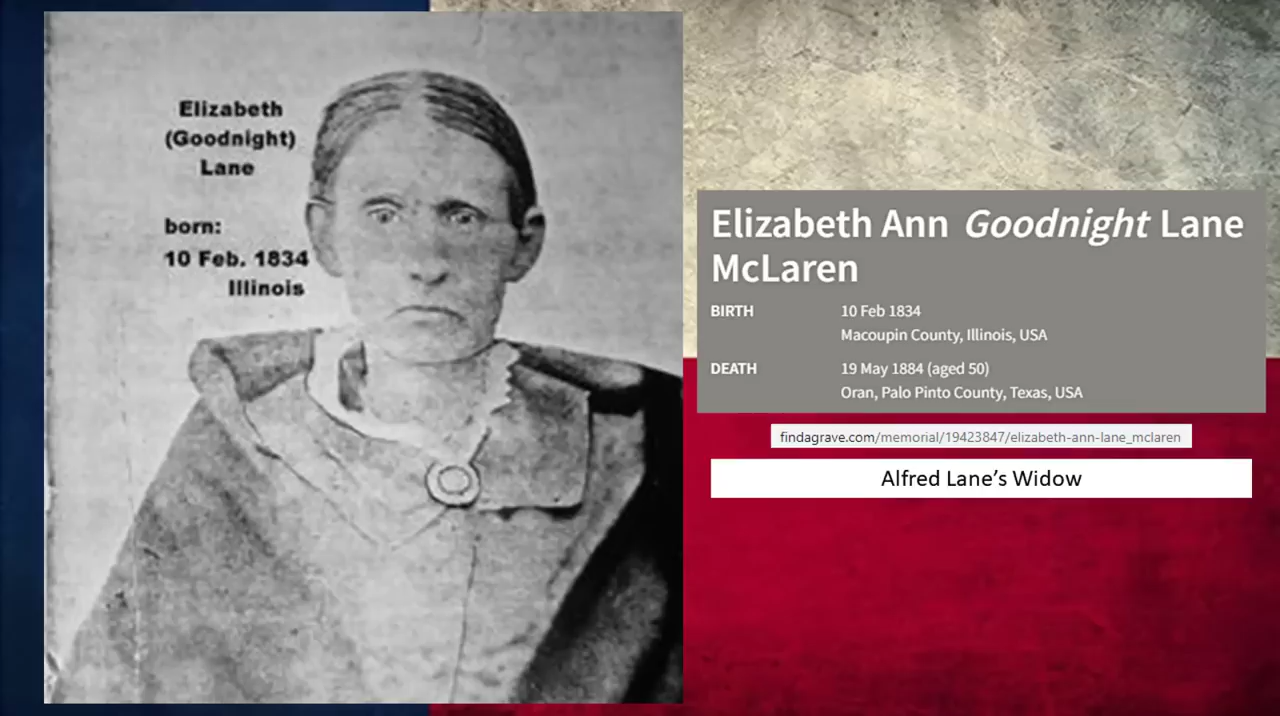 Elizabeth
(Goodnight)
Lane
born:
10 Feb. 1834
Illinois
Elizabeth Ann Goodnight Lane
McLaren
BIRTH 10 Feb 1834
Macoupin County, Illinois, USA
DEATH 19 May 1884 (aged 50)
Oran, Palo Pinto County, Texas, USA
findagrave.com/memorial/19423847/elizabeth-ann-lane_mclaren
Alfred Lane’s Widow